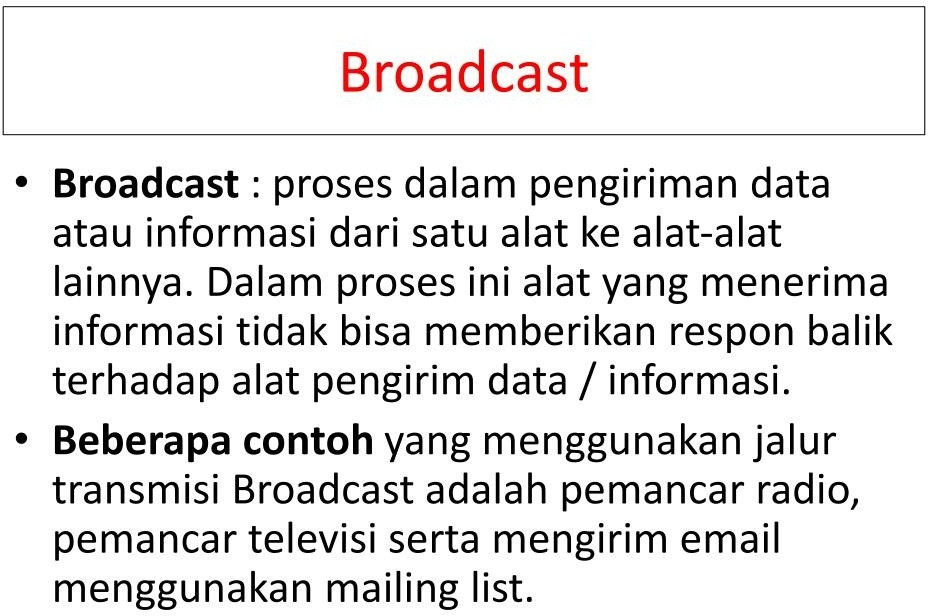 Broadcast
• Broadcast : proses dalam pengiriman data
atau informasi dari satu alat ke alat-alat
lainnya. Dalam proses ini alat yang menerima
informasi tidak bisa memberikan respon balik
terhadap alat pengirim data / informasi.
• Beberapa contoh yang menggunakan jalur
transmisi Broadcast adalah pemancar radio,
pemancar televisi serta mengirim email
menggunakan mailing list.